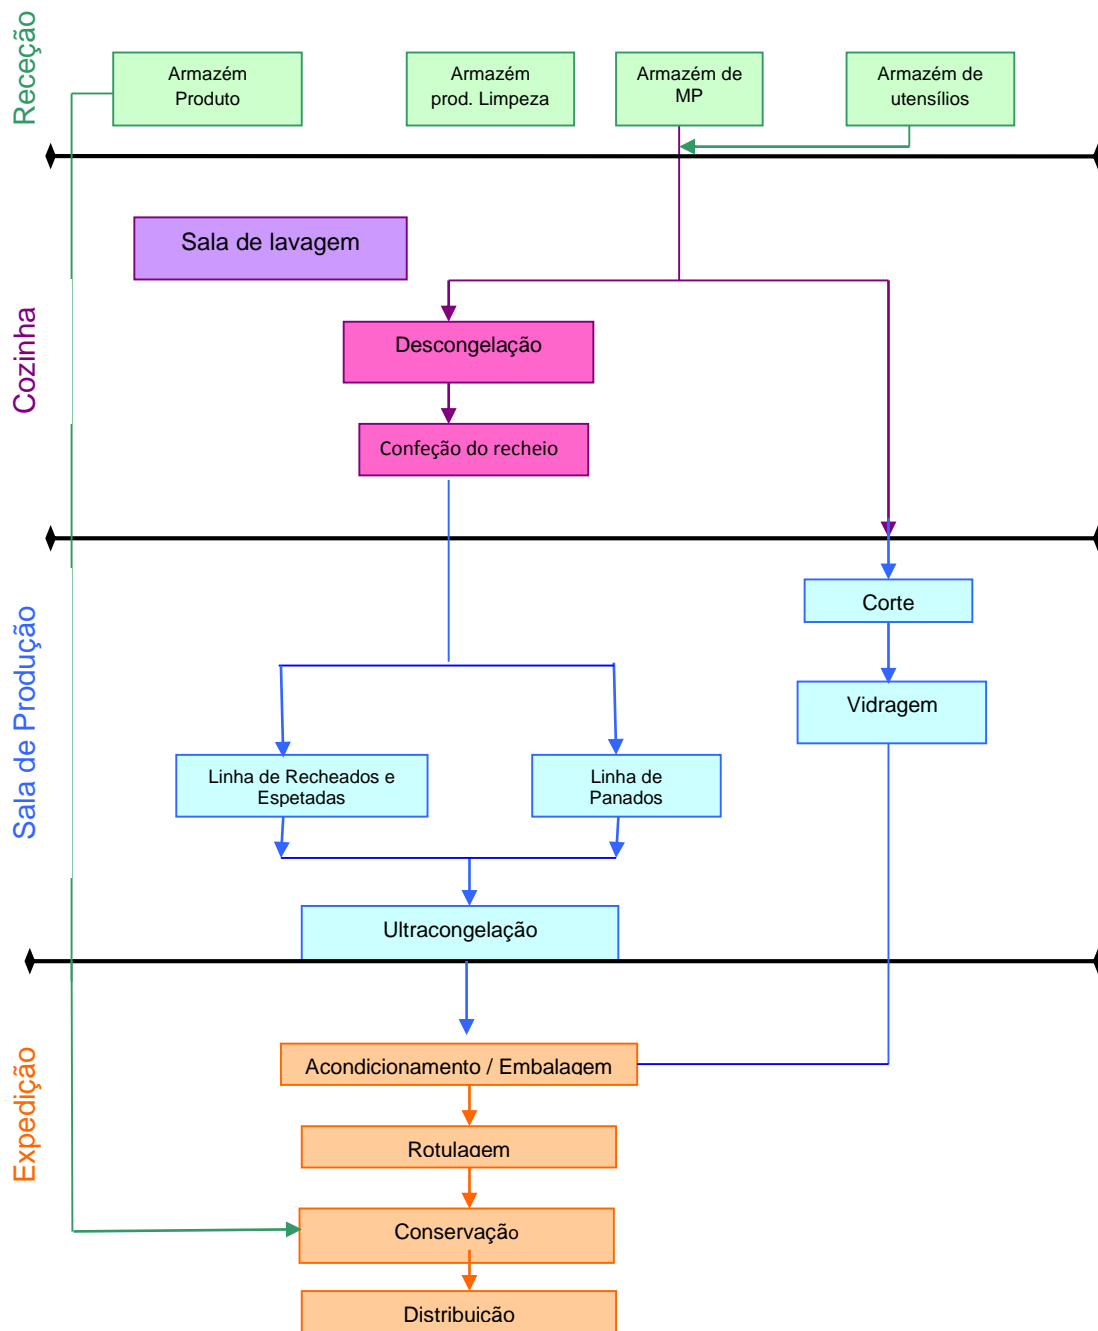 Receção
Armazém
Produto
Armazém
prod. Limpeza
Armazém de
MP
Armazém de
utensílios
Cozinha
Sala de lavagem
Descongelação
Confeção do recheio
Sala de Produção
Corte
Vidragem
Linha de Recheados e
Espetadas
Linha de
Panados
Ultracongelação
Expedição
Acondicionamento / Embalagem
Rotulagem
Conservação
Distribuição